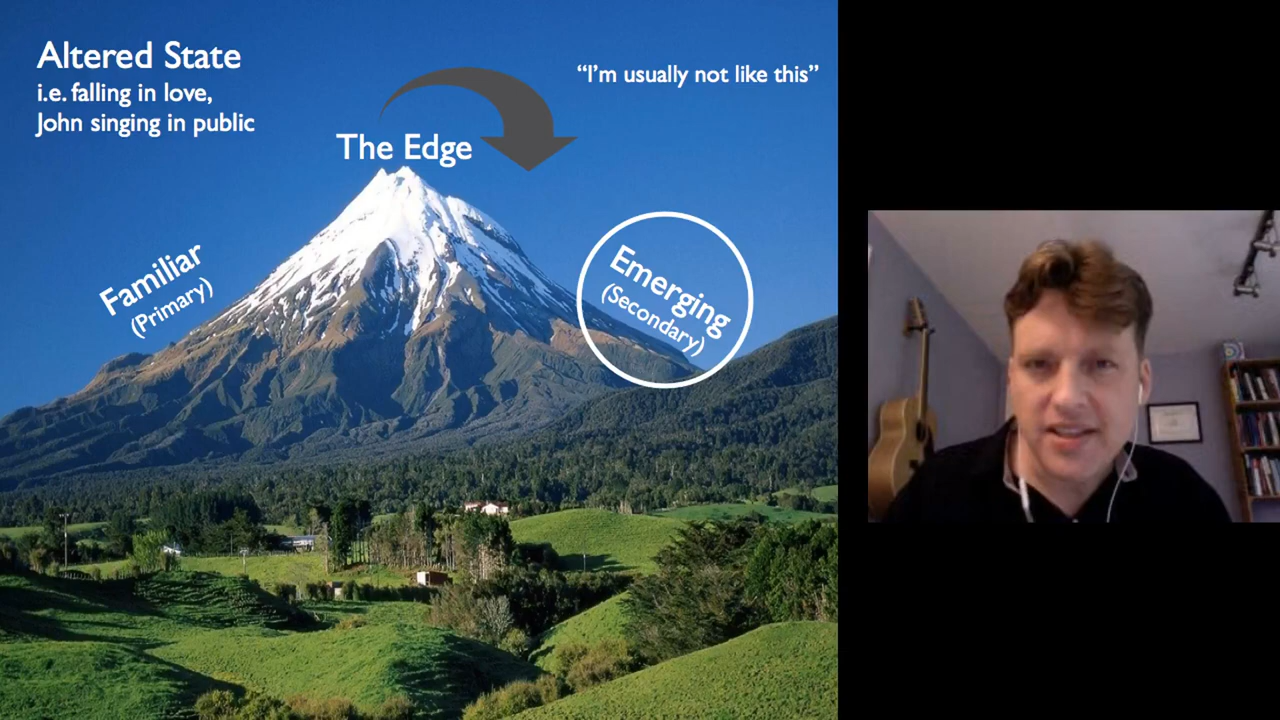 Altered State
i.e. falling in love,
John singing in public
“I’m usually not like this”
The Edge
Familiar
(Primary)
Emerging
(Secondary)